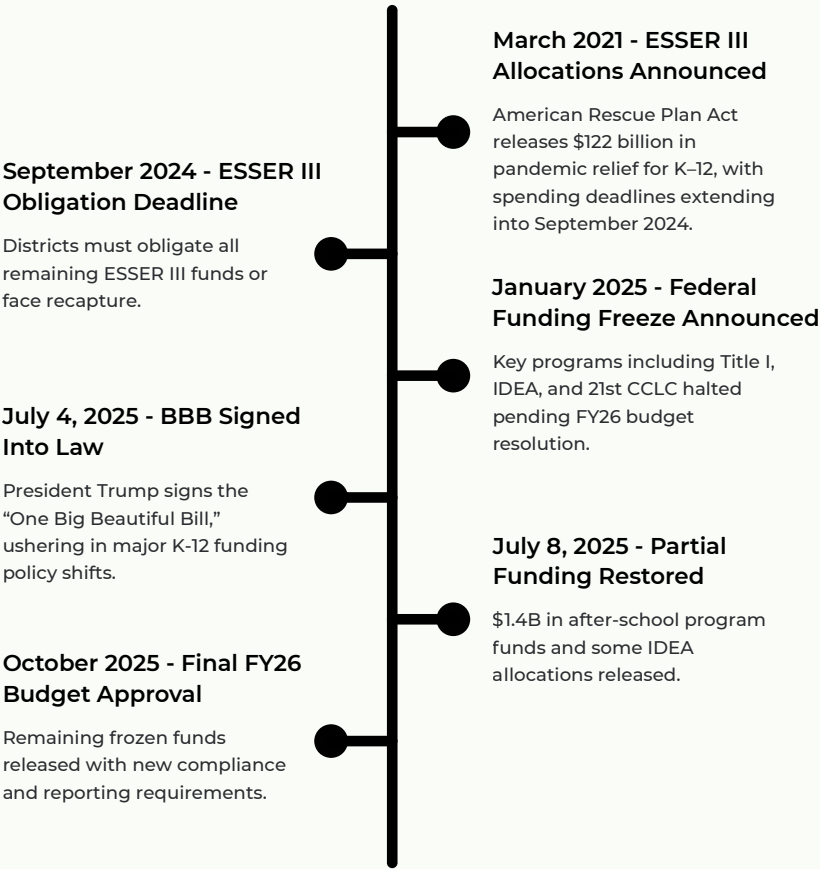 March 2021 - ESSER III
Allocations Announced
American Rescue Plan Act
releases $122 billion in
pandemic relief for K–12, with
spending deadlines extending
into September 2024.
September 2024 - ESSER III
Obligation Deadline
Districts must obligate all
remaining ESSER III funds or
face recapture.
January 2025 - Federal
Funding Freeze Announced
Key programs including Title I,
IDEA, and 21st CCLC halted
pending FY26 budget
resolution.
July 4, 2025 - BBB Signed
Into Law
President Trump signs the
“One Big Beautiful Bill,”
ushering in major K-12 funding
policy shifts.
July 8, 2025 - Partial
Funding Restored
$1.4B in after-school program
funds and some IDEA
allocations released.
October 2025 - Final FY26
Budget Approval
Remaining frozen funds
released with new compliance
and reporting requirements.